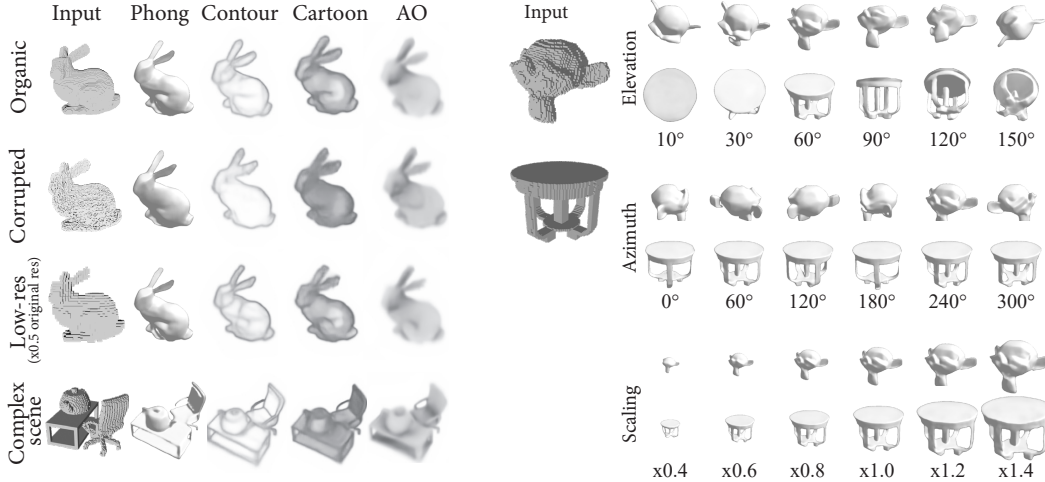 Input Phong Contour Cartoon AO
Organic
Corrupted
Low-res
(x0.5 original res)
Complex
scene
Input
Elevation
10° 30° 60° 90° 120° 150°
Azimuth
0° 60° 120° 180° 240° 300°
Scaling
x0.4 x0.6 x0.8 x1.0 x1.2 x1.4